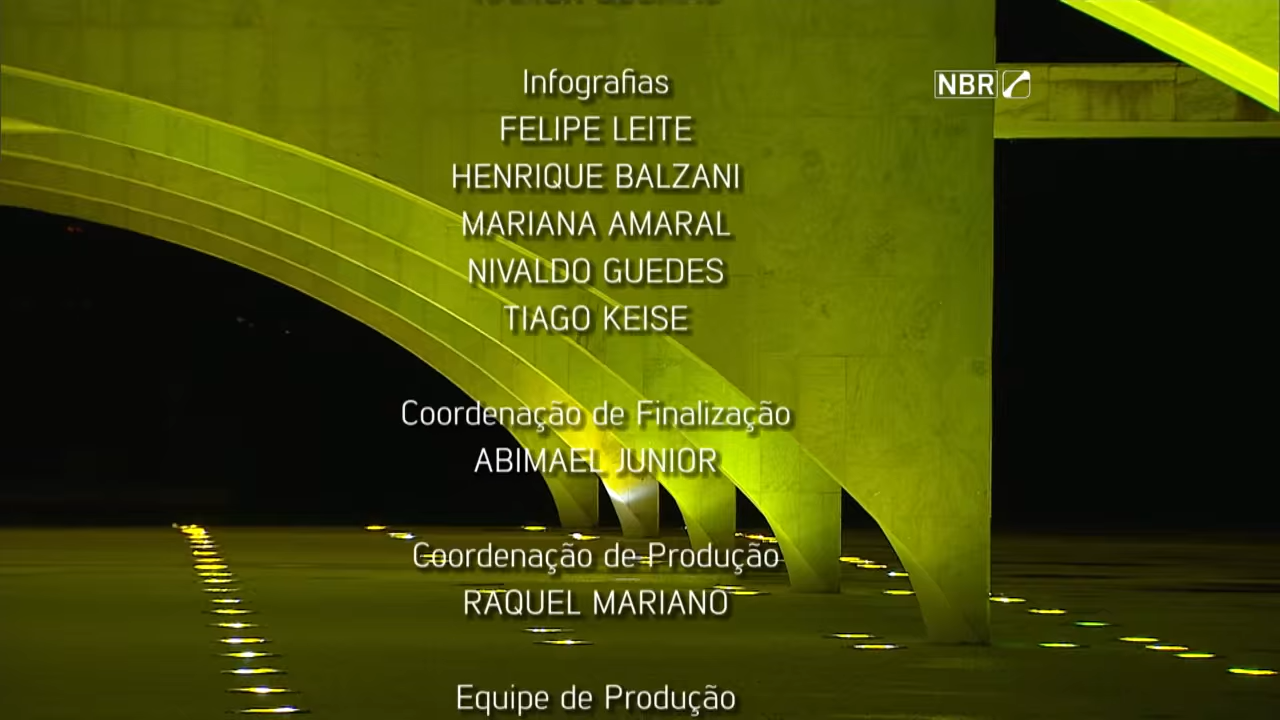 Infografias
NBR
FELIPE LEITE
HENRIQUE BALZANI
MARIANA AMARAL
NIVALDO GUEDES
TIAGO KEISE
Coordenação de Finalização
ABIMAEL JUNIOR
Coordenação de Produção
RAQUEL MARIANO
Equipe de Produção